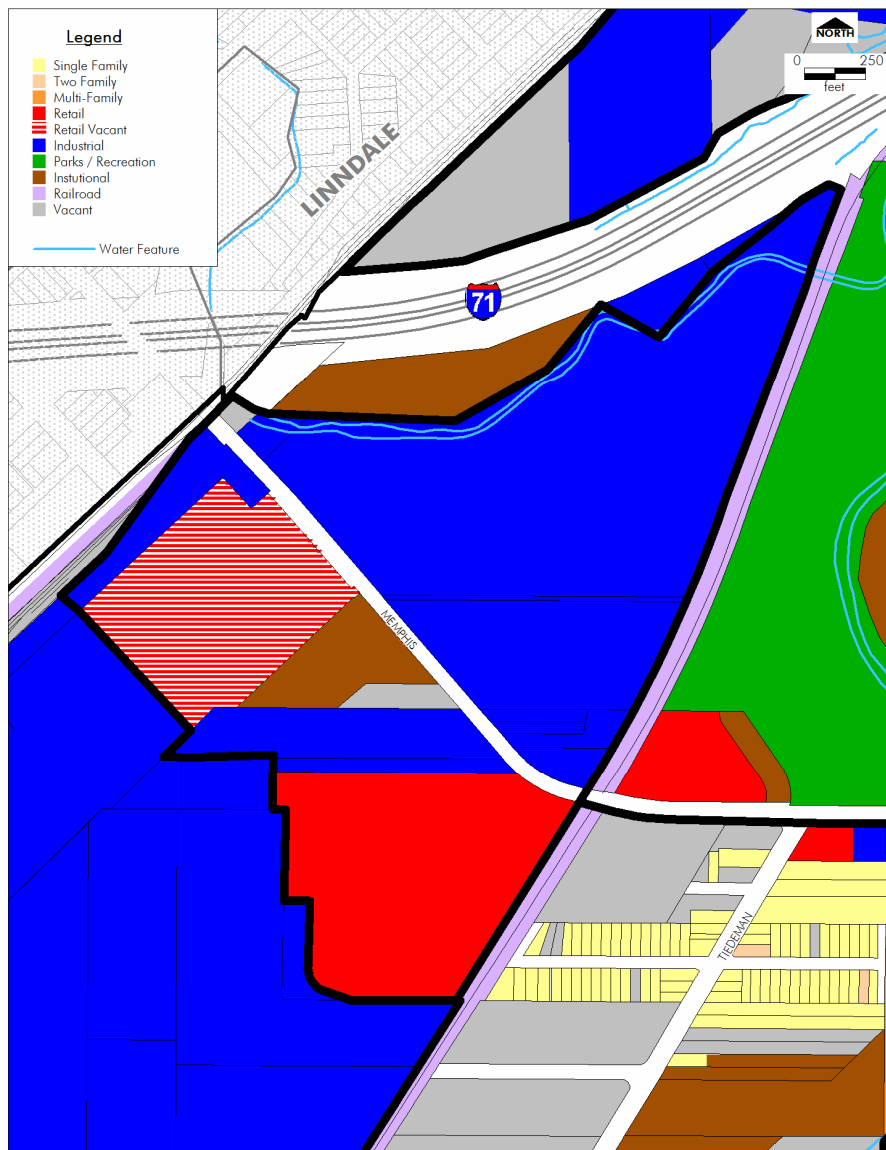 Legend
Single Family
Two Family
Multi-Family
Retail
Retail Vacant
Industrial
Parks / Recreation
Instutional
Railroad
Vacant
Water Feature
NORTH
0 250
feet
LINNDALE
71
MEMPHIS
TIEDEMAN